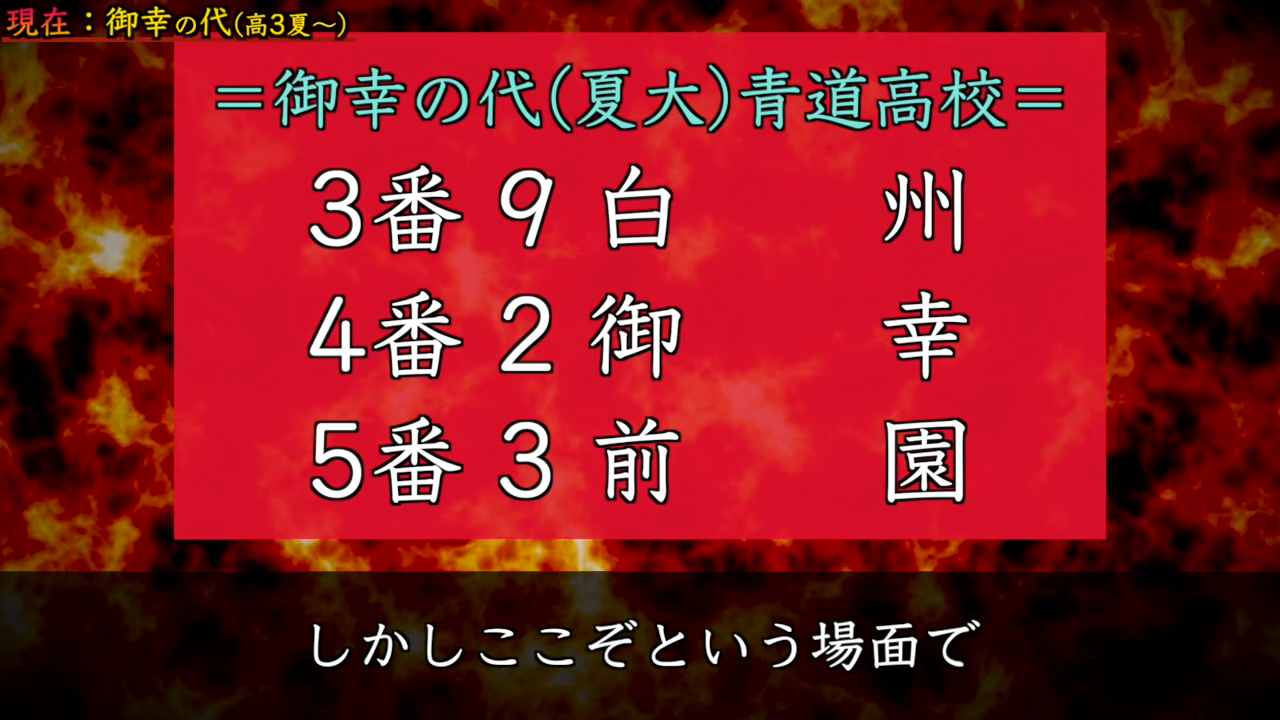 現在：御幸の代(高3夏～)
＝御幸の代(夏大)青道高校＝
3番 9 白 州
4番 2 御 幸
5番 3 前 園
しかしここぞという場面で